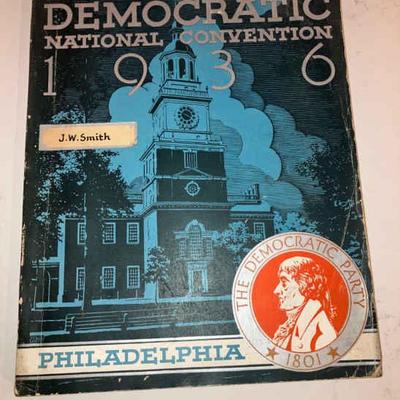 DEMOCRATIC
NATIONAL CONVENTION
1936
J.W.Smith
THE DEMOCRATIC PARTY
1801
PHILADELPHIA